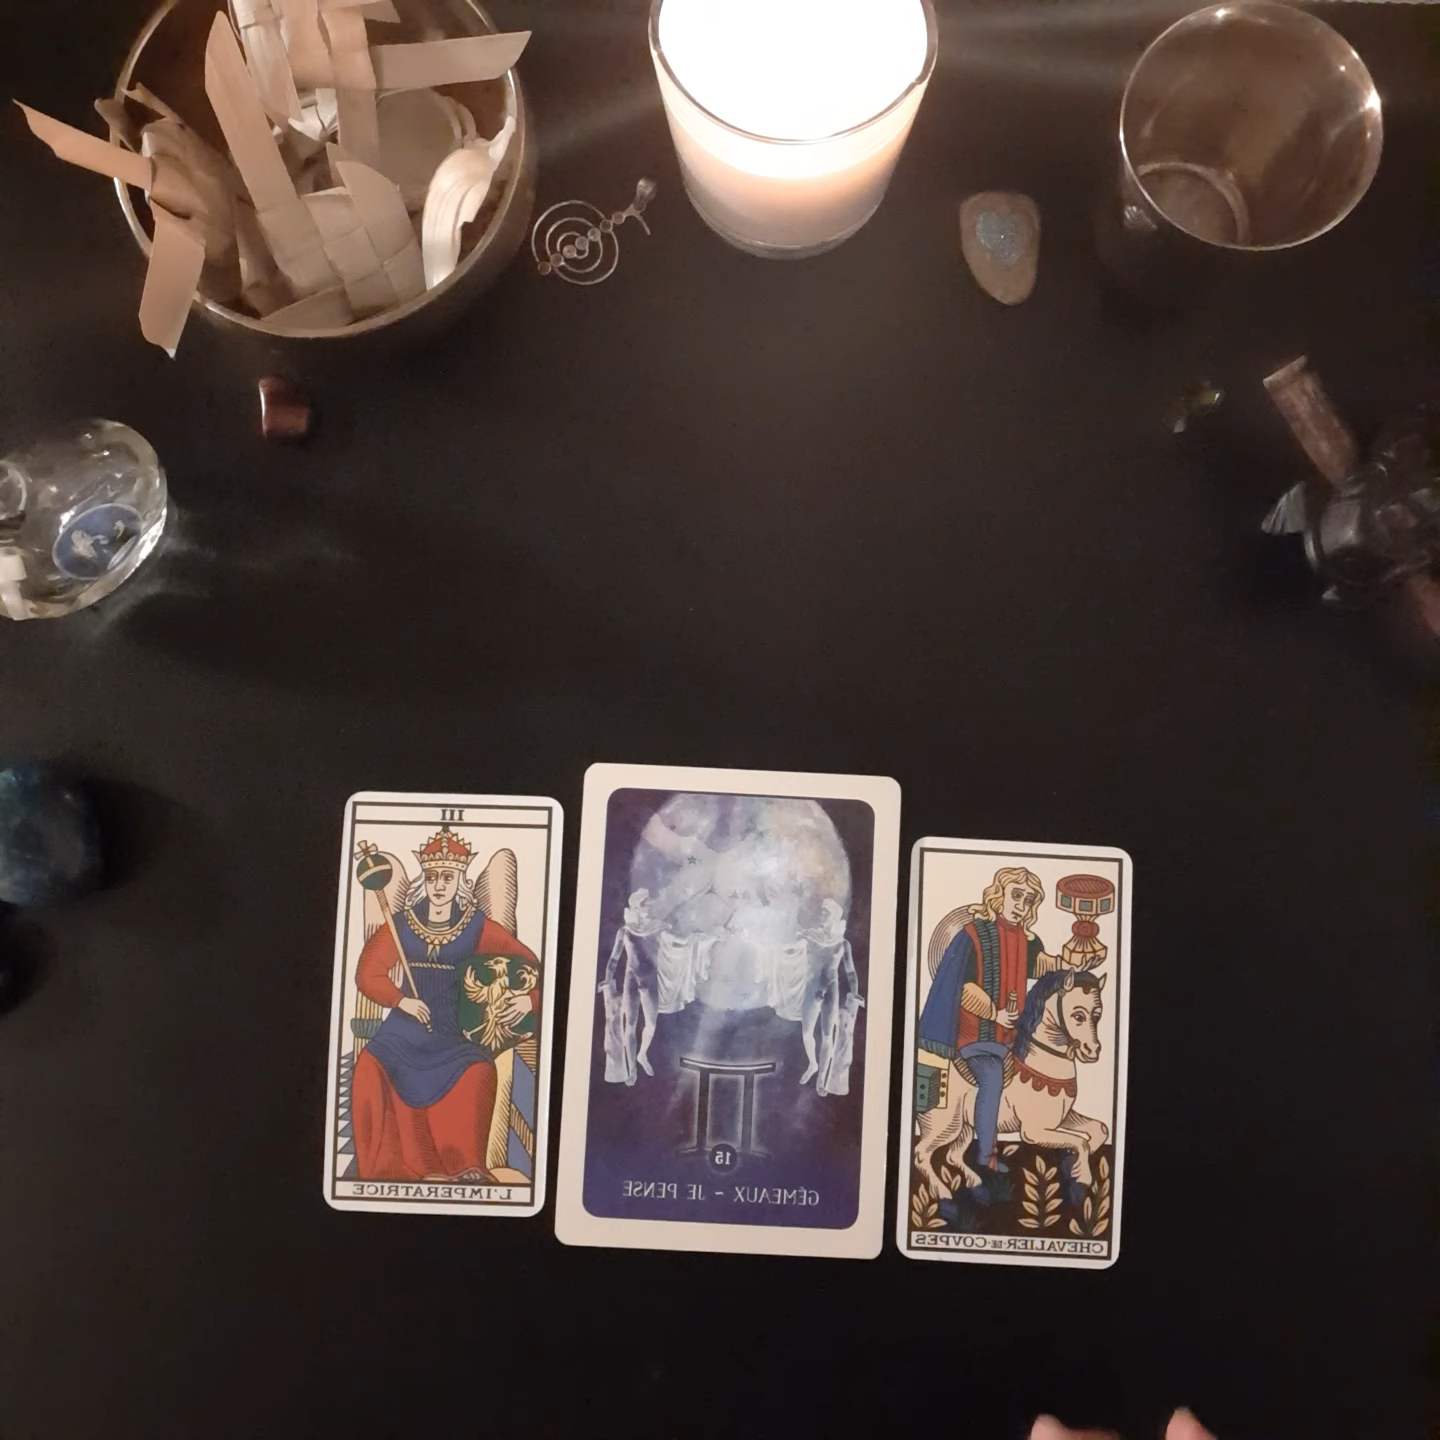 III
L'IMPERATRICE
15
GÉMEAUX ~ JE PENSE
CHEVALIER·DE·COVPES